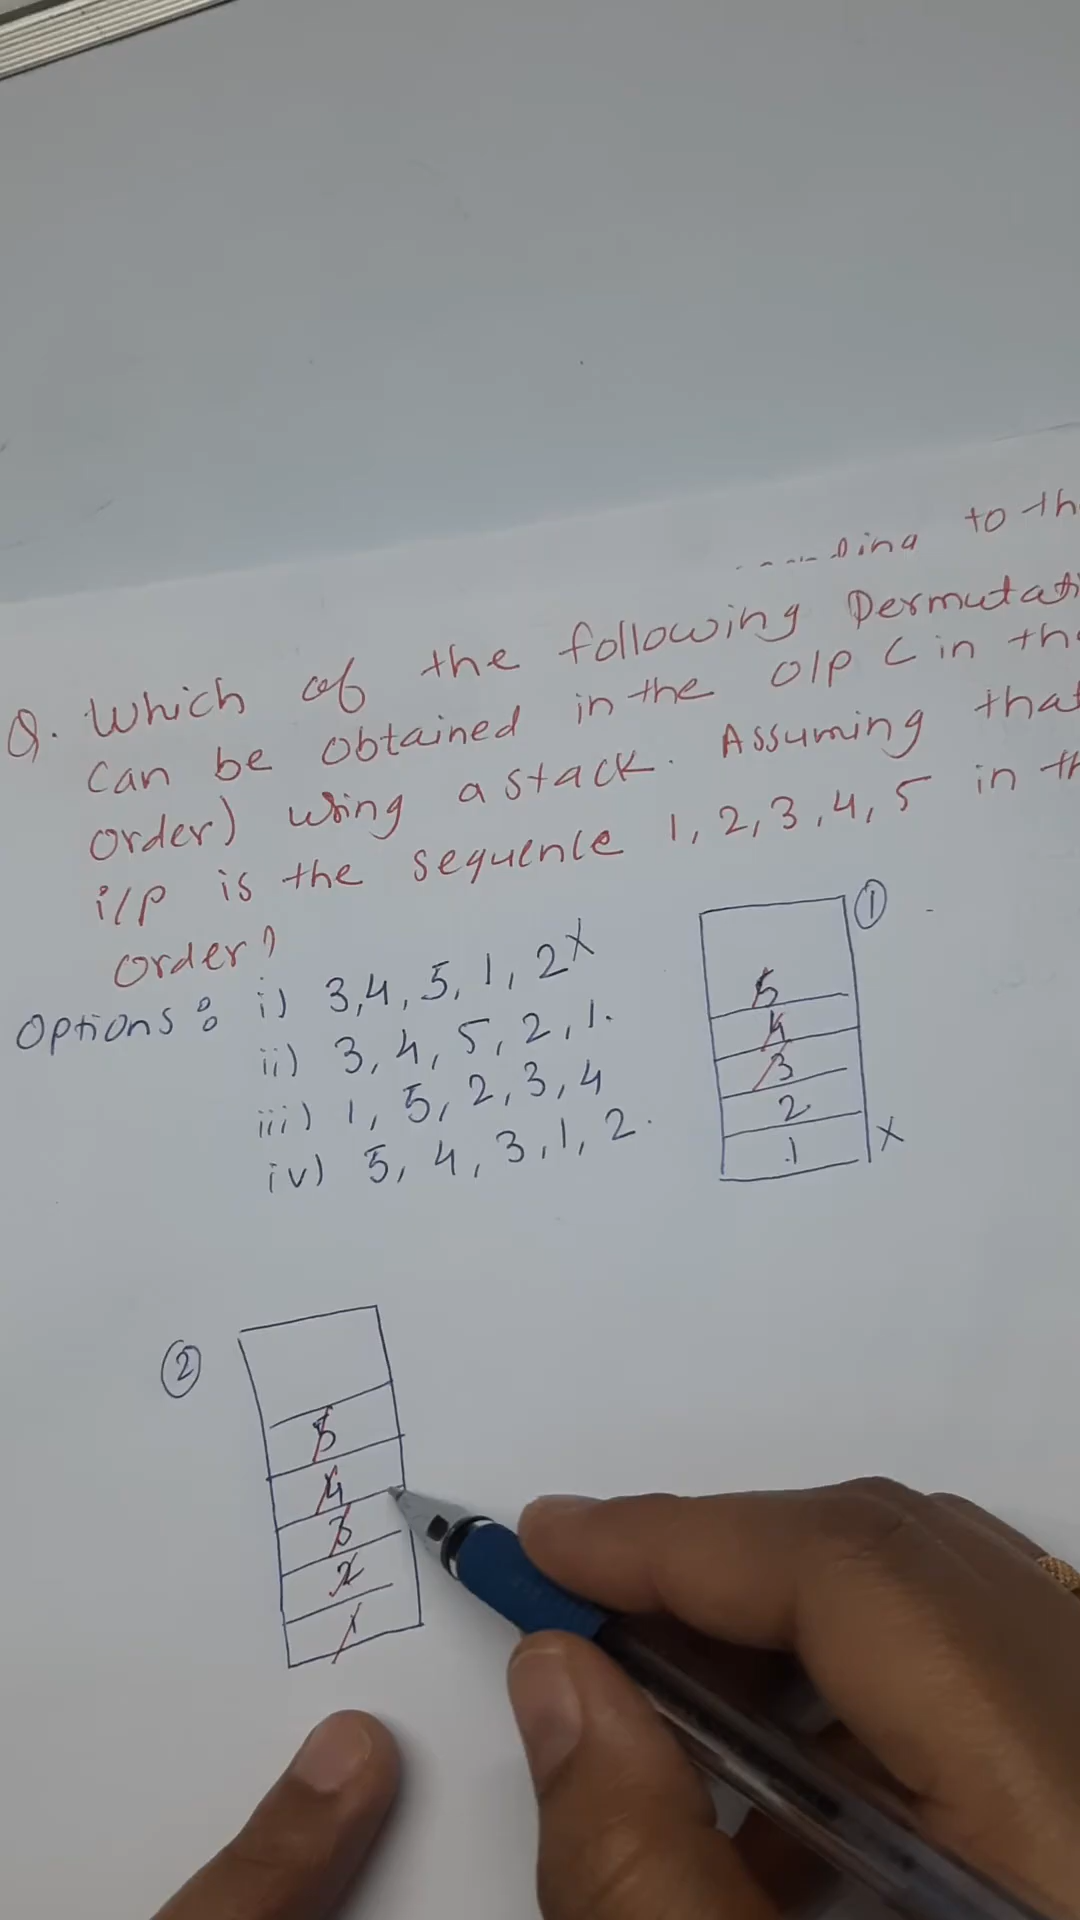 to th
Q. Which of the following Permutati
can be obtained in the O/P C in the
order) using a stack. Assuming that
i/p is the sequence 1, 2, 3, 4, 5 in th
order?
Options : i) 3, 4, 5, 1, 2 X
ii) 3, 4, 5, 2, 1.
iii) 1, 5, 2, 3, 4
iv) 5, 4, 3, 1, 2.
1
5
4
3
2
1 X
2
5
4
3
2
1